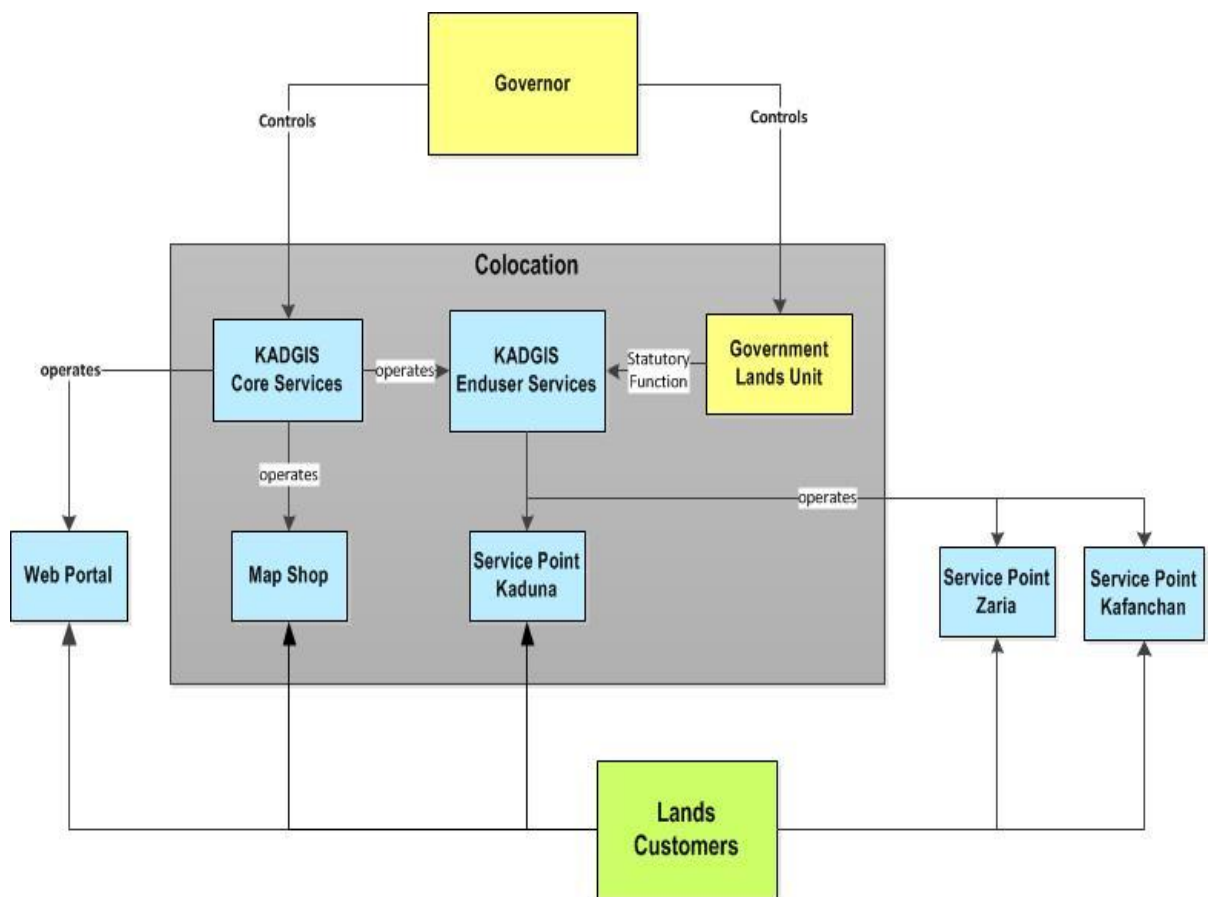 Governor
Controls
Controls
Colocation
KADGIS
Core Services
operates
KADGIS
Enduser Services
Statutory
Function
Government
Lands Unit
operates
operates
operates
Web Portal
Map Shop
Service Point
Kaduna
Service Point
Zaria
Service Point
Kafanchan
Lands
Customers